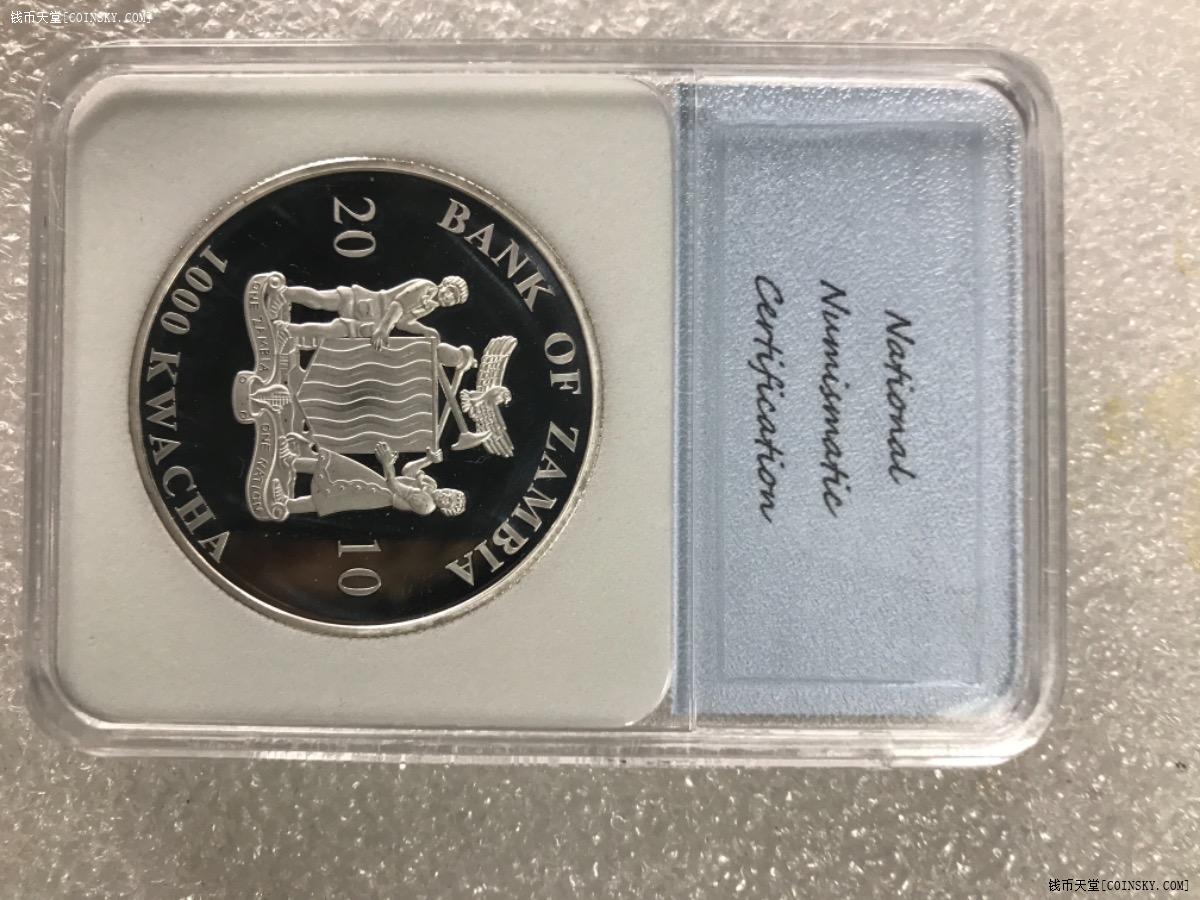 钱币天堂[COINSKY.COM]
BANK OF ZAMBIA
20 10
ONE ZAMBIA ONE NATION
1000 KWACHA
National
Numismatic
Certification
钱币天堂[COINSKY.COM]